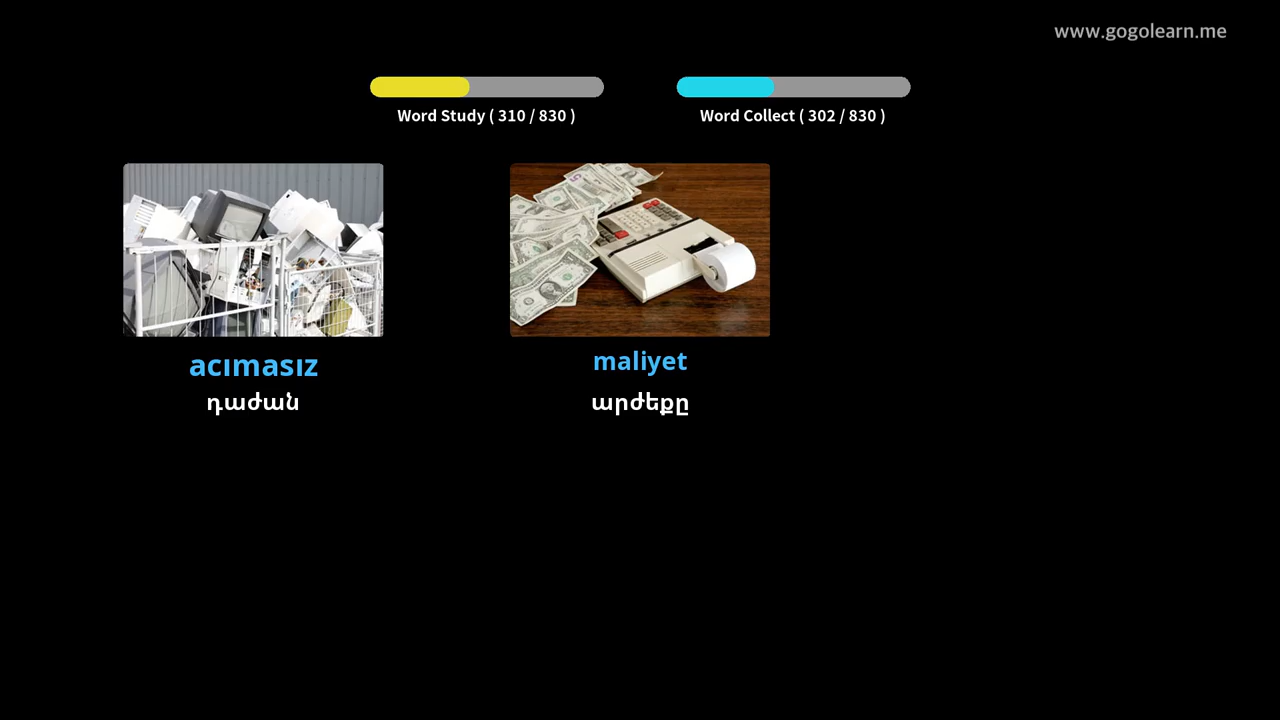 www.gogolearn.me
Word Study ( 310 / 830 )
Word Collect ( 302 / 830 )
acımasız
դաժան
maliyet
արժեքը